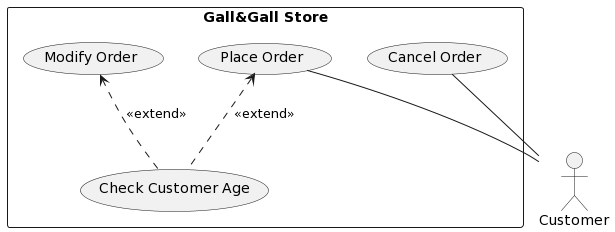 Gall&Gall Store
Modify Order
Place Order
Cancel Order
«extend»
«extend»
Check Customer Age
Customer